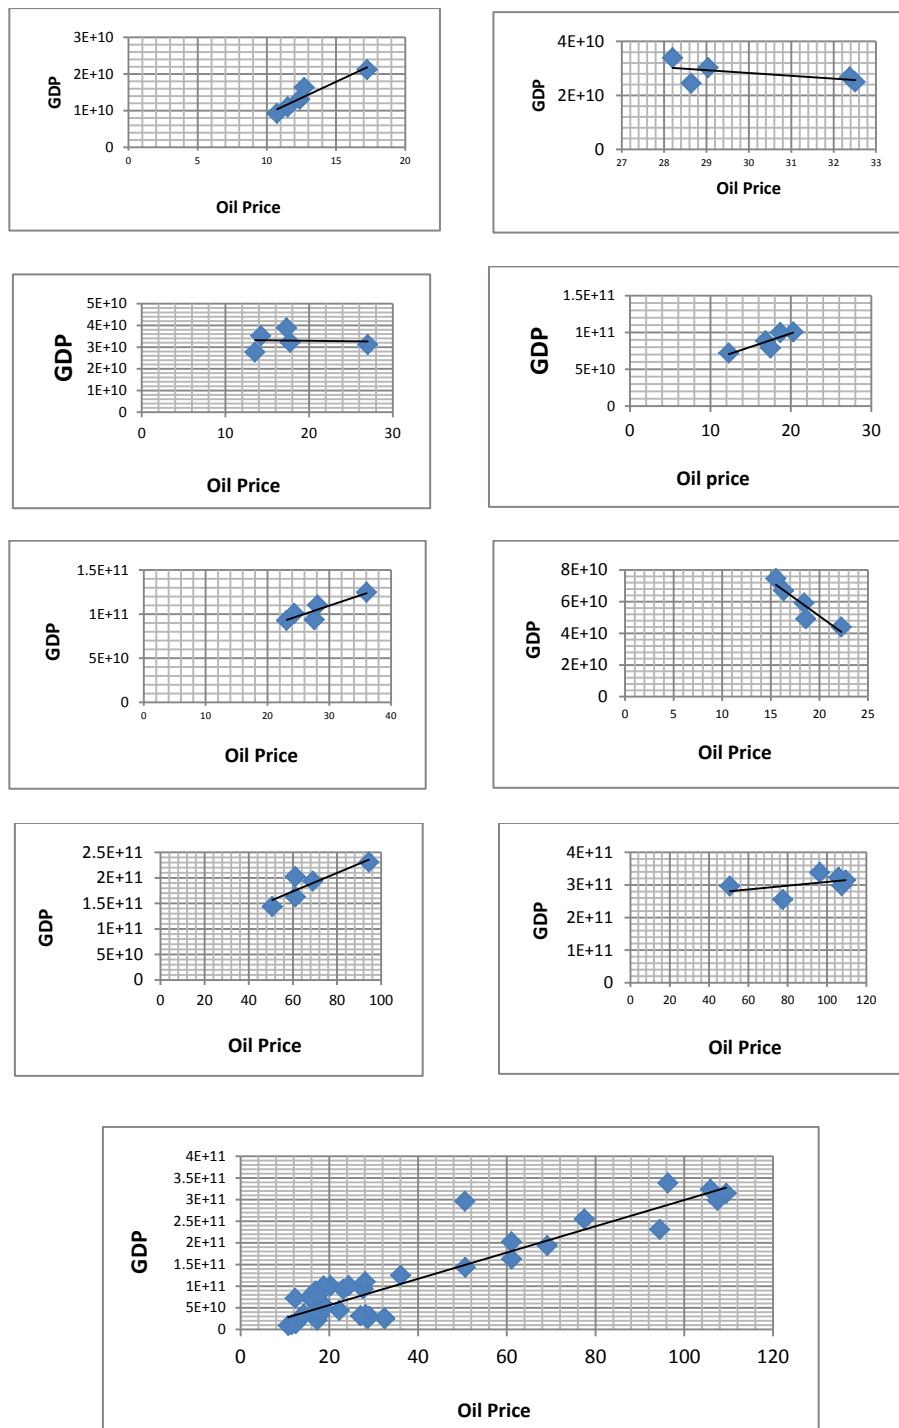 3E+10
2E+10
1E+10
0
GDP
0 5 10 15 20
Oil Price
4E+10
2E+10
0
GDP
27 28 29 30 31 32 33
Oil Price
5E+10
4E+10
3E+10
2E+10
1E+10
0
GDP
0 10 20 30
Oil Price
1.5E+11
1E+11
5E+10
0
GDP
0 10 20 30
Oil price
1.5E+11
1E+11
5E+10
0
GDP
0 10 20 30 40
Oil Price
8E+10
6E+10
4E+10
2E+10
0
GDP
0 5 10 15 20 25
Oil Price
2.5E+11
2E+11
1.5E+11
1E+11
5E+10
0
GDP
0 20 40 60 80 100
Oil Price
4E+11
3E+11
2E+11
1E+11
0
GDP
0 20 40 60 80 100 120
Oil Price
4E+11
3.5E+11
3E+11
2.5E+11
2E+11
1.5E+11
1E+11
5E+10
0
GDP
0 20 40 60 80 100 120
Oil Price